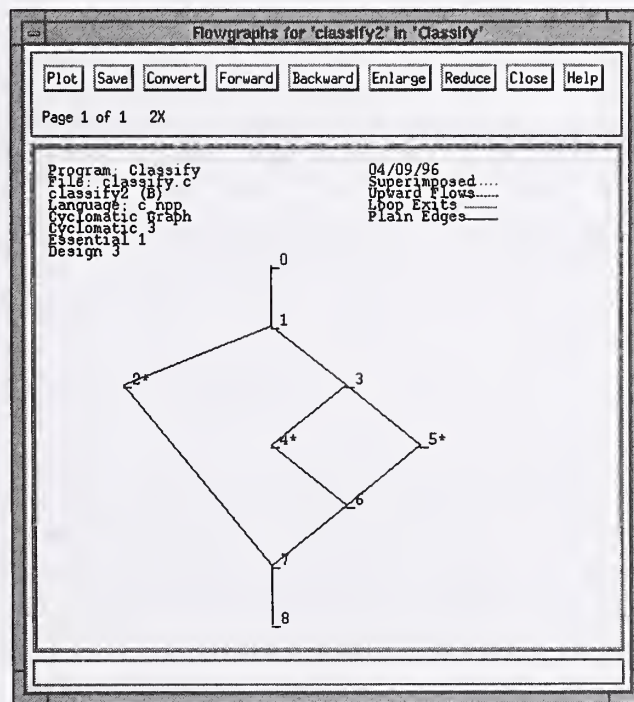 Flowgraphs for 'classify2' in 'Classify'
Plot Save Convert Forward Backward Enlarge Reduce Close Help
Page 1 of 1 2X
Program: Classify
File: classify.c
classify2 (B)
Language: c_npp
Cyclomatic Graph
Cyclomatic 3
Essential 1
Design 3
04/09/96
Superimposed
Upward Flows
Loop Exits
Plain Edges
0
1
2*
3
4*
5*
6
7
8